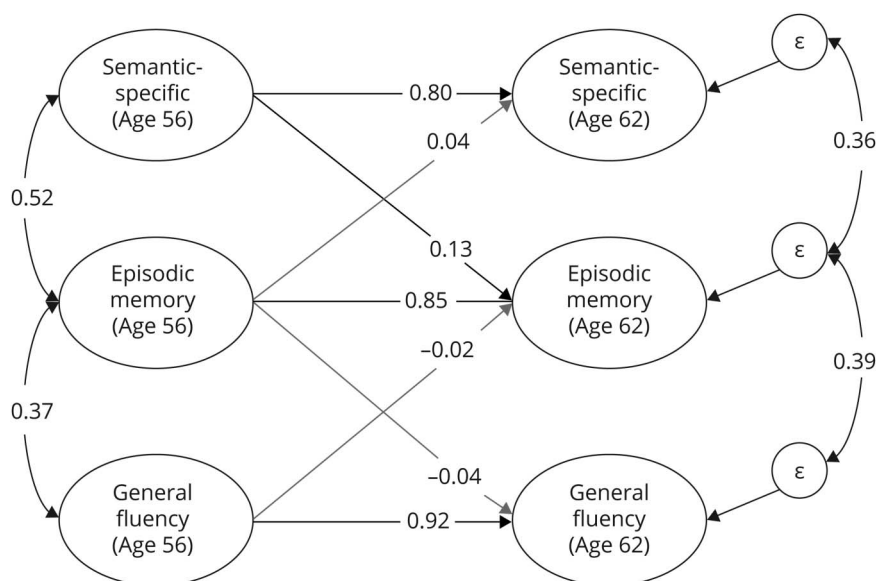 Semantic-
specific
(Age 56)
Semantic-
specific
(Age 62)
ε
0.80
0.04
0.36
0.52
0.13
Episodic
memory
(Age 56)
Episodic
memory
(Age 62)
ε
0.85
–0.02
0.39
0.37
–0.04
General
fluency
(Age 56)
General
fluency
(Age 62)
ε
0.92